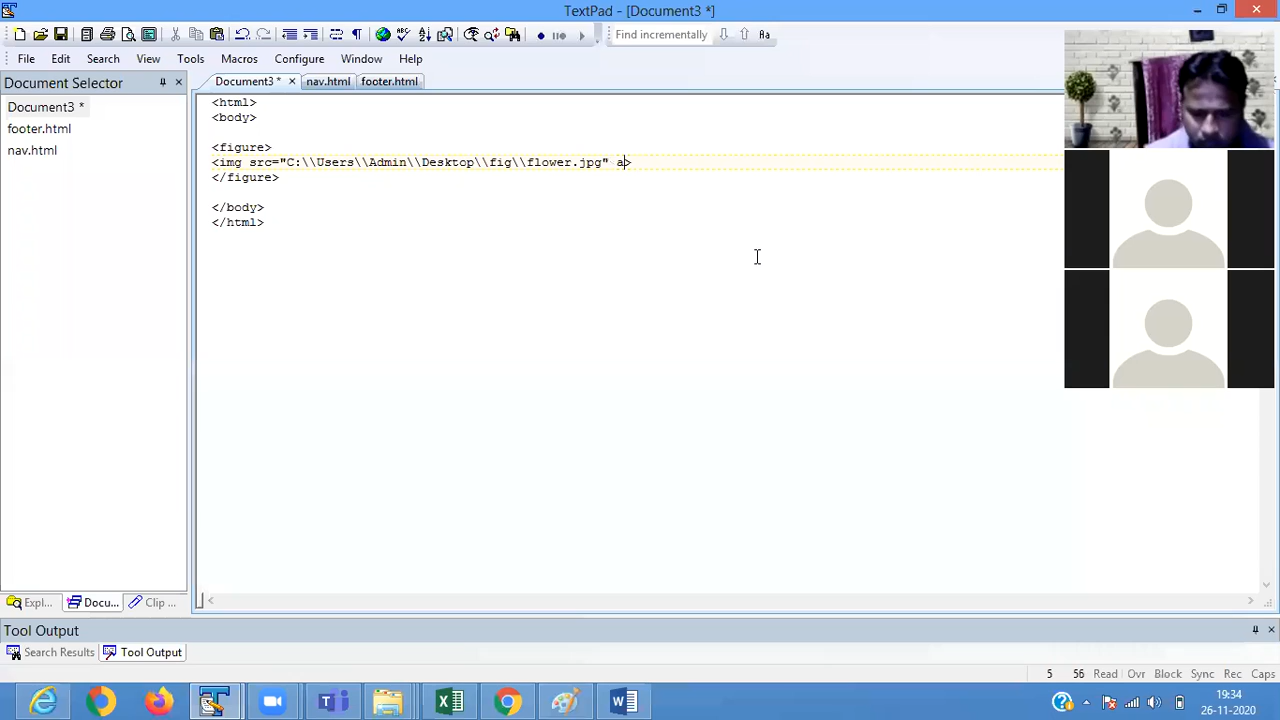 TextPad - [Document3 *]
Find incrementally
Aa
File Edit Search View Tools Macros Configure Window Help
Document Selector
Document3 *
nav.html
footer.html
Document3 *
footer.html
nav.html
<html>
<body>
<figure>
<img src="C:\\Users\\Admin\\Desktop\\fig\\flower.jpg" a>
</figure>
</body>
</html>
Expl...
Docu...
Clip ...
Tool Output
Search Results
Tool Output
5 56 Read Ovr Block Sync Rec Caps
19:34
26-11-2020